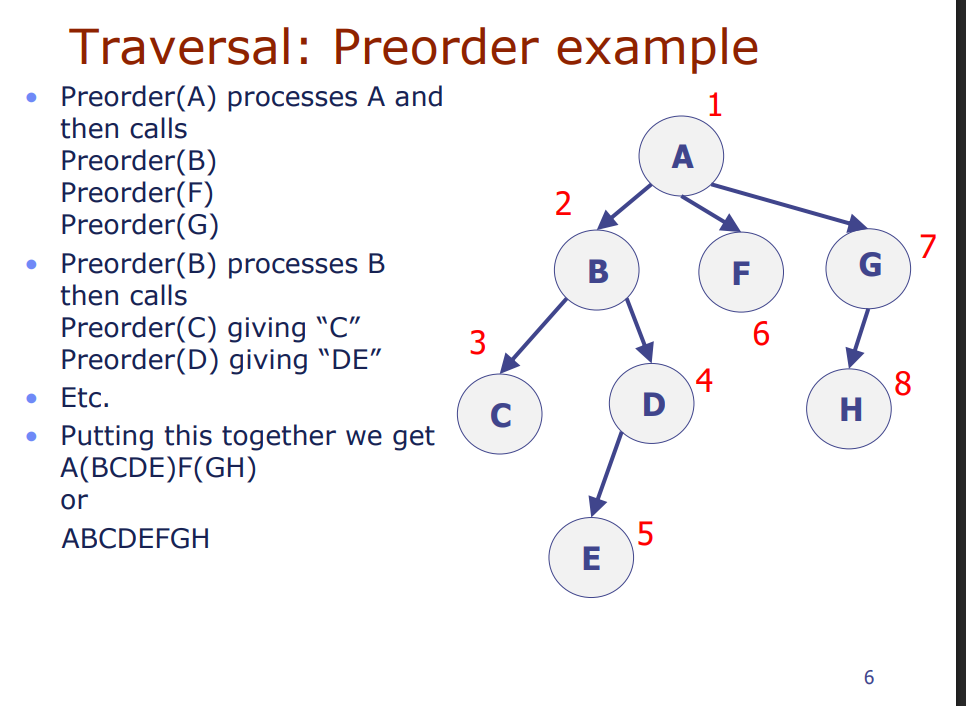 Traversal: Preorder example
• Preorder(A) processes A and
then calls
Preorder(B)
Preorder(F)
Preorder(G)
• Preorder(B) processes B
then calls
Preorder(C) giving “C”
Preorder(D) giving “DE”
• Etc.
• Putting this together we get
A(BCDE)F(GH)
or
ABCDEFGH
1
A
2
B
F
G
7
6
3
C
D
4
H
8
E
5
6